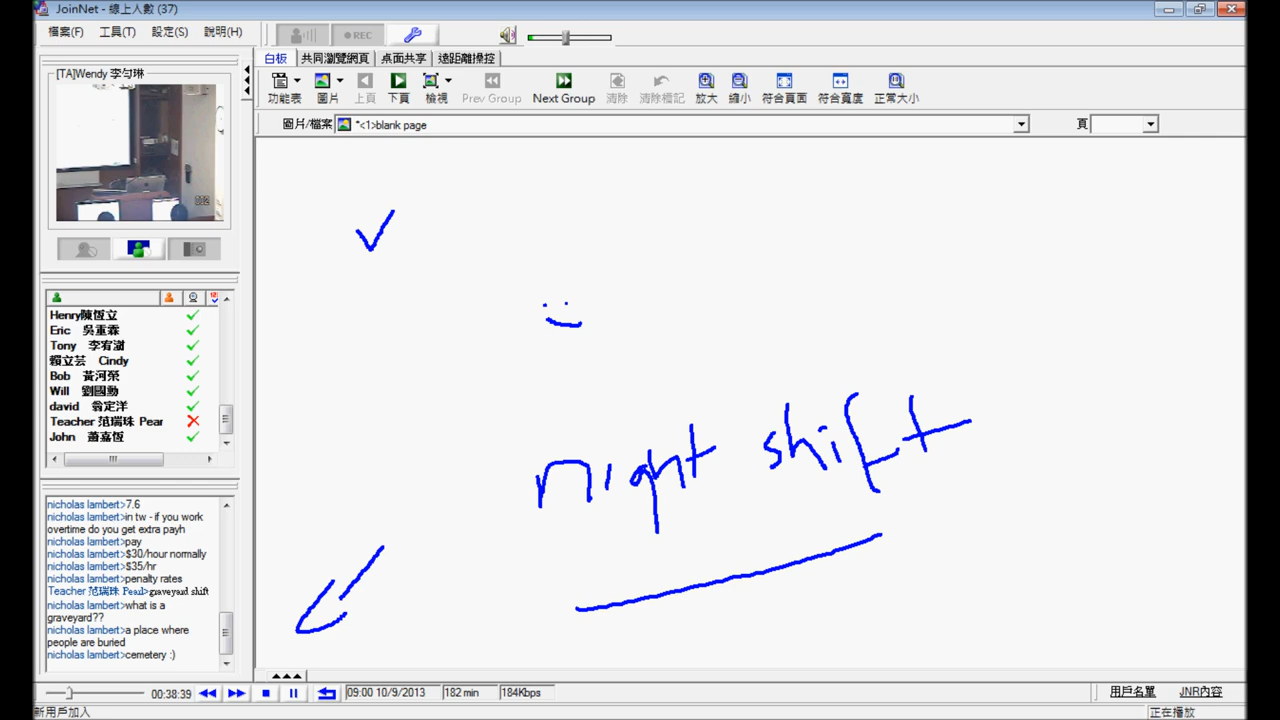 JoinNet - 線上人數 (37)
檔案(F) 工具(T) 設定(S) 說明(H)
REC
白板 共同瀏覽網頁 桌面共享 遠距離操控
功能表 圖片 上頁 下頁 檢視 Prev Group Next Group 清除 清除標記 放大 縮小 符合頁面 符合寬度 正常大小
圖片/檔案 *<1>blank page 頁
[TA]Wendy 李勻琳
Henry陳恆立
Eric 吳重霖
Tony 李宥澍
賴立芸 Cindy
Bob 黃河榮
Will 劉國勳
david 翁定洋
Teacher 范瑞珠 Pearl
John 蕭嘉恆
night shift
nicholas lambert>7.6
nicholas lambert>in tw - if you work
overtime do you get extra payh
nicholas lambert>pay
nicholas lambert>$30/hour normally
nicholas lambert>$35/hr
nicholas lambert>penalty rates
Teacher 范瑞珠 Pearl>graveyard shift
nicholas lambert>what is a
graveyard??
nicholas lambert>a place where
people are buried
nicholas lambert>cemetery :)
00:38:39 09:00 10/9/2013 182 min 184Kbps 用戶名單 JNR內容
新用戶加入 正在播放